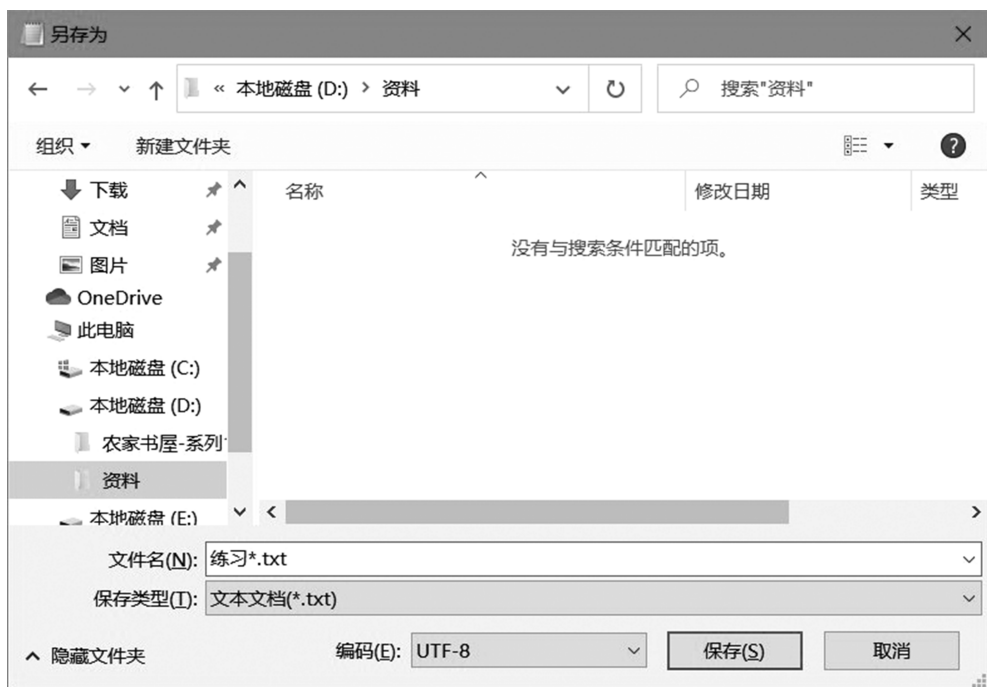 另存为
« 本地磁盘 (D:) › 资料
搜索"资料"
组织
新建文件夹
名称
修改日期
类型
没有与搜索条件匹配的项。
下载
文档
图片
OneDrive
此电脑
本地磁盘 (C:)
本地磁盘 (D:)
农家书屋-系列
资料
本地磁盘 (E:)
文件名(N): 练习*.txt
保存类型(T): 文本文档(*.txt)
隐藏文件夹
编码(E): UTF-8
保存(S)
取消